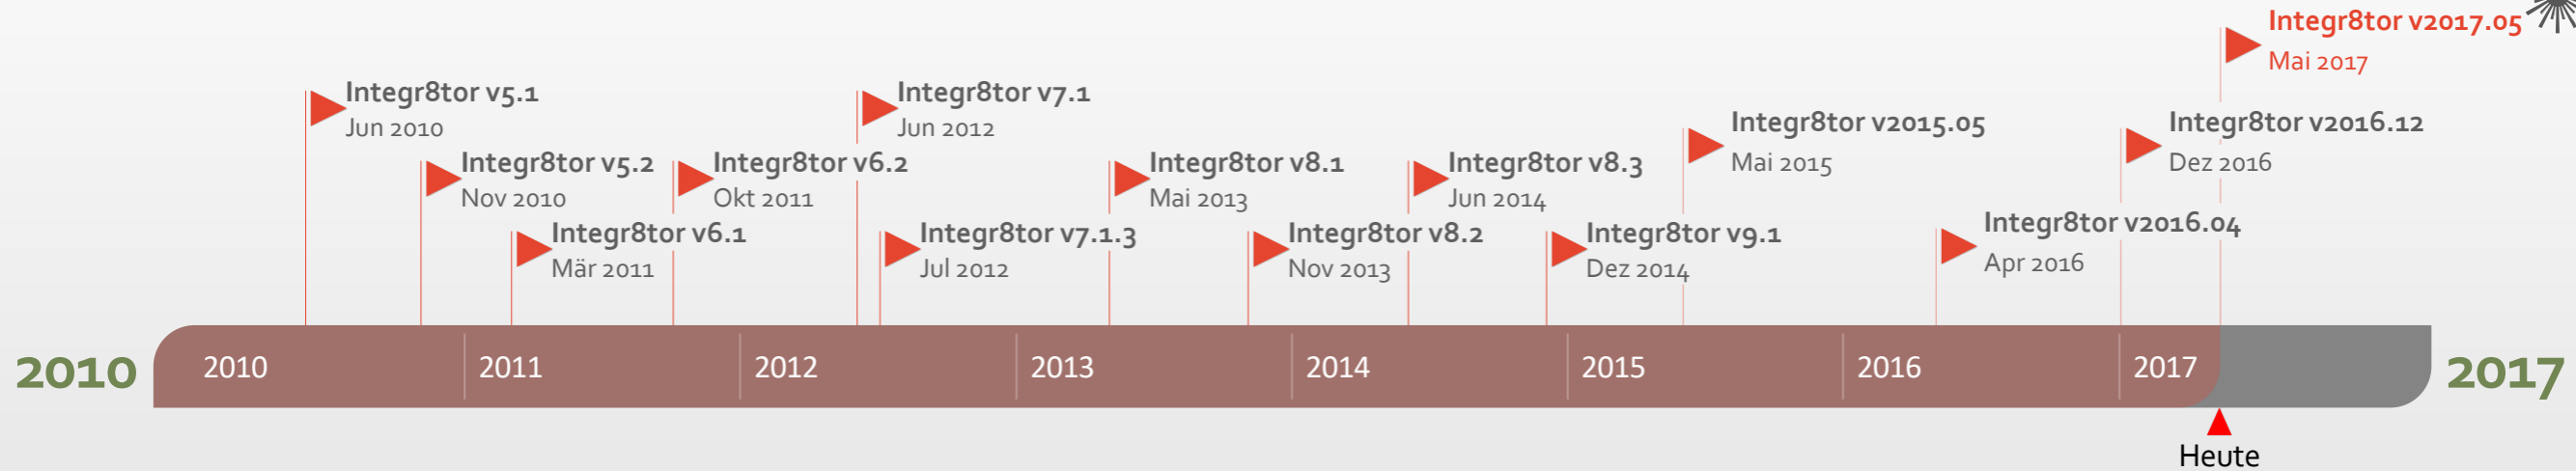 Integr8tor v2017.05
Mai 2017
Integr8tor v5.1
Jun 2010
Integr8tor v7.1
Jun 2012
Integr8tor v2015.05
Mai 2015
Integr8tor v2016.12
Dez 2016
Integr8tor v5.2
Nov 2010
Integr8tor v6.2
Okt 2011
Integr8tor v8.1
Mai 2013
Integr8tor v8.3
Jun 2014
Integr8tor v6.1
Mär 2011
Integr8tor v7.1.3
Jul 2012
Integr8tor v8.2
Nov 2013
Integr8tor v9.1
Dez 2014
Integr8tor v2016.04
Apr 2016
2010
2010
2011
2012
2013
2014
2015
2016
2017
2017
Heute